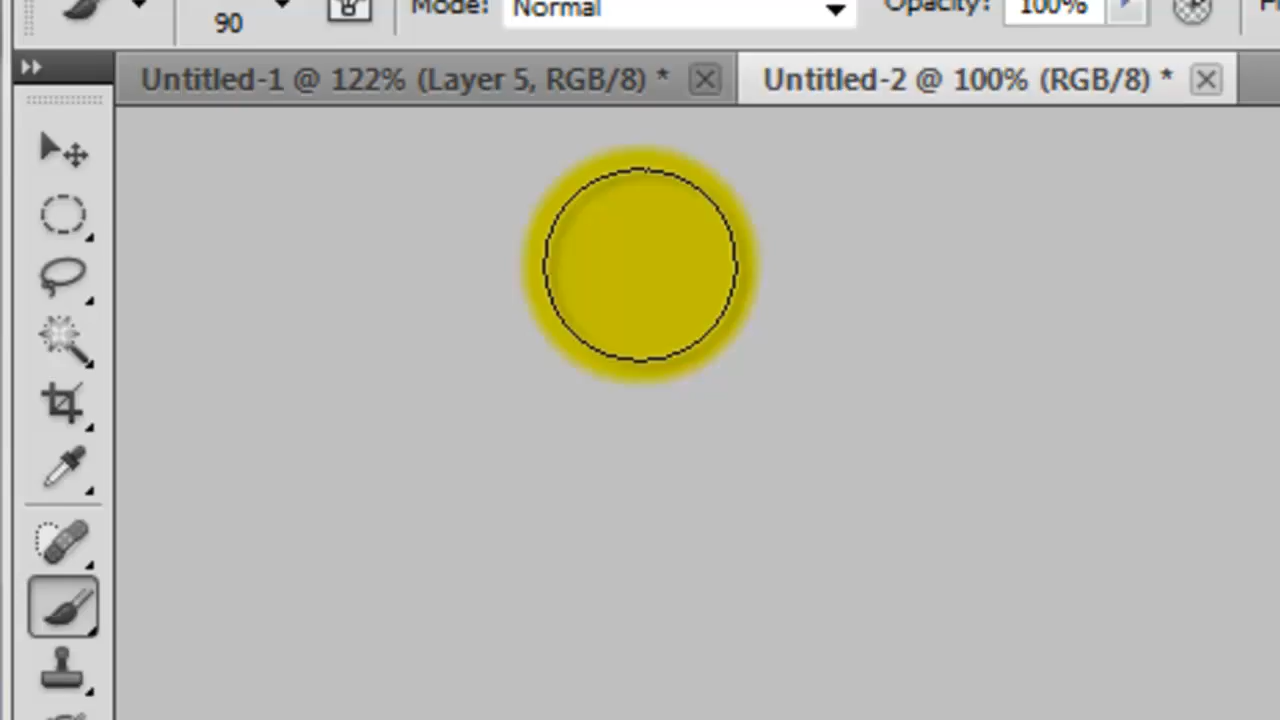 90
Mode: Normal
Opacity: 100%
Untitled-1 @ 122% (Layer 5, RGB/8) *
Untitled-2 @ 100% (RGB/8) *